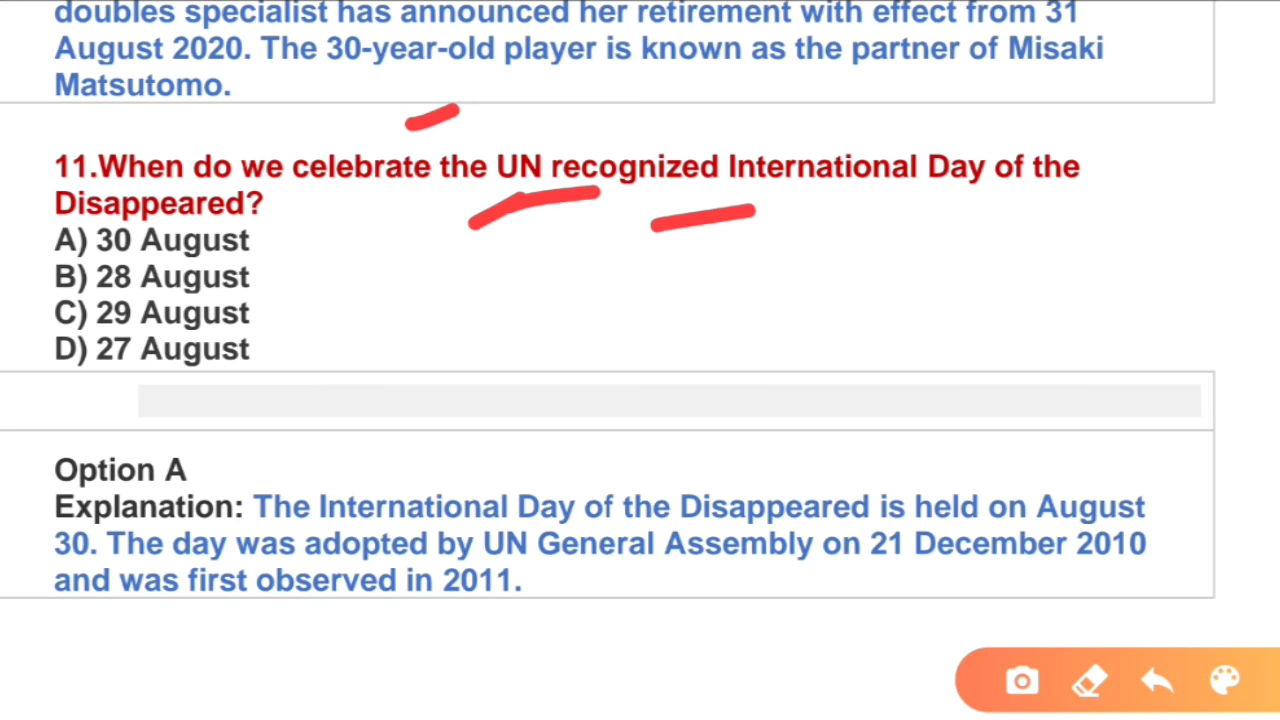 doubles specialist has announced her retirement with effect from 31
August 2020. The 30-year-old player is known as the partner of Misaki
Matsutomo.
11.When do we celebrate the UN recognized International Day of the
Disappeared?
A) 30 August
B) 28 August
C) 29 August
D) 27 August
Option A
Explanation: The International Day of the Disappeared is held on August
30. The day was adopted by UN General Assembly on 21 December 2010
and was first observed in 2011.